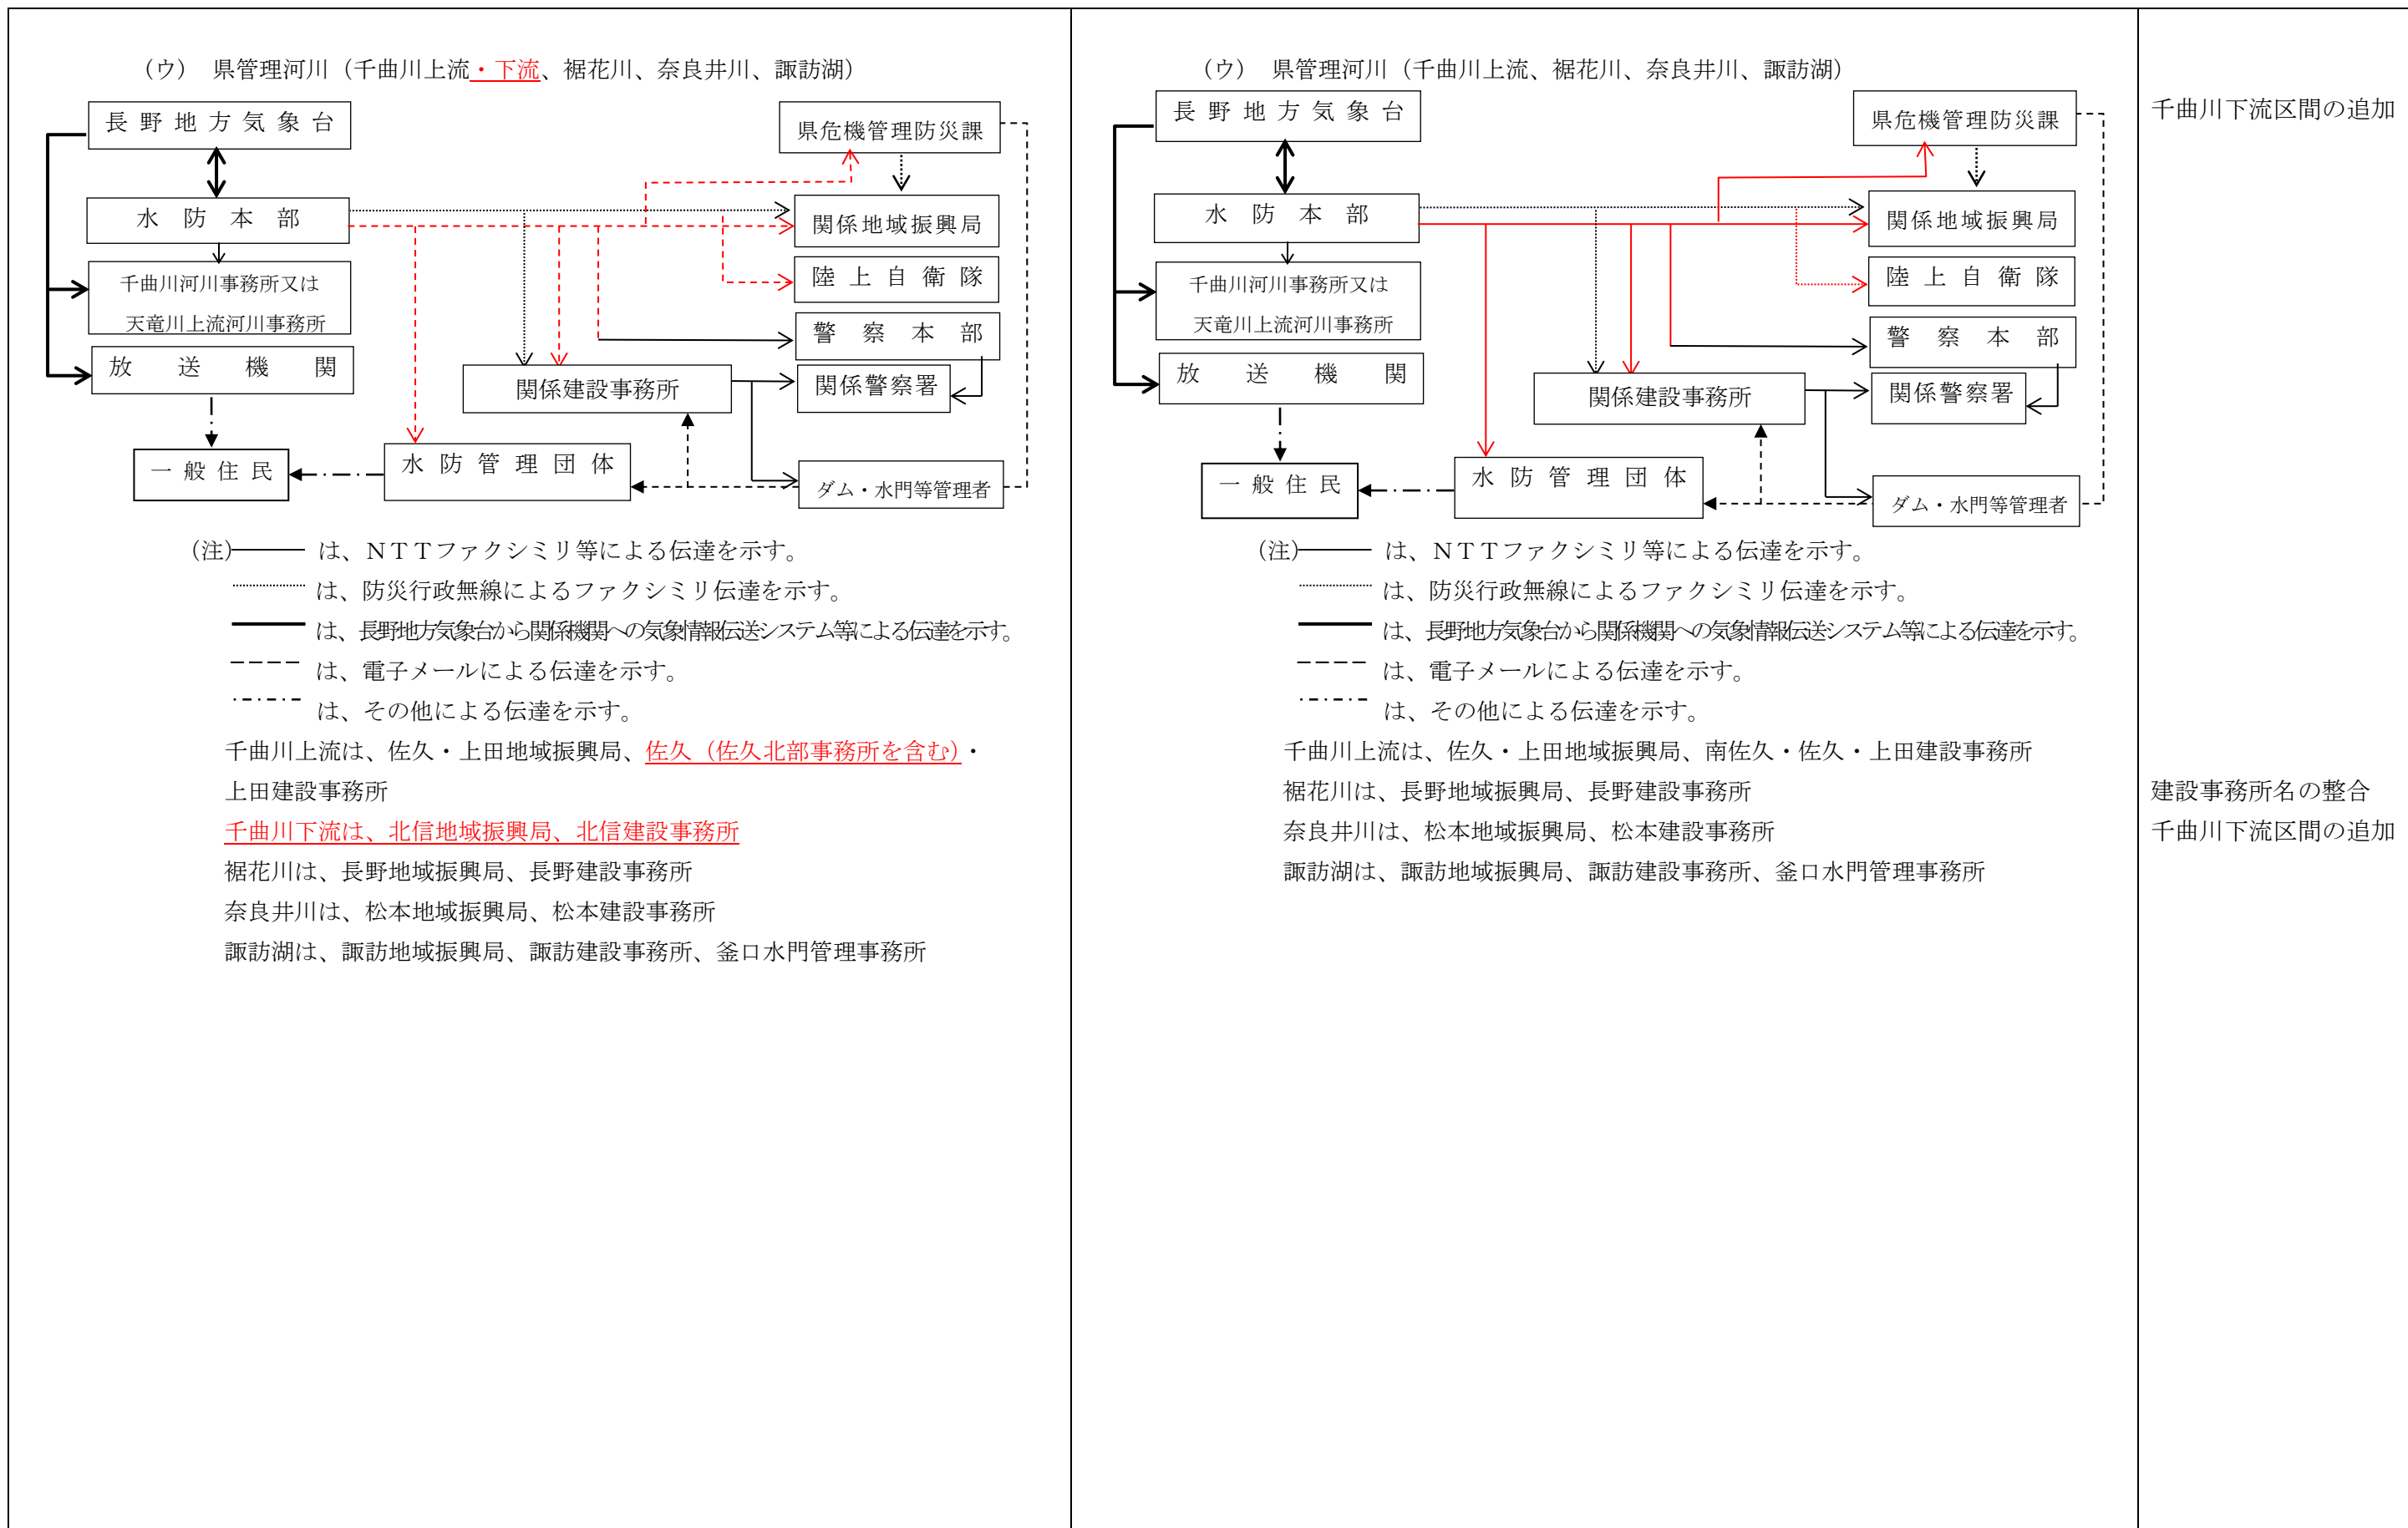 （ウ） 県管理河川（千曲川上流・下流、裾花川、奈良井川、諏訪湖）
長野地方気象台
県危機管理防災課
水防本部
関係地域振興局
千曲川河川事務所又は
天竜川上流河川事務所
陸上自衛隊
警察本部
放送機関
関係建設事務所
関係警察署
一般住民
水防管理団体
ダム・水門等管理者
（注） は、ＮＴＴファクシミリ等による伝達を示す。
は、防災行政無線によるファクシミリ伝達を示す。
は、長野地方気象台から関係機関への気象情報伝送システム等による伝達を示す。
は、電子メールによる伝達を示す。
は、その他による伝達を示す。
千曲川上流は、佐久・上田地域振興局、佐久（佐久北部事務所を含む）・
上田建設事務所
千曲川下流は、北信地域振興局、北信建設事務所
裾花川は、長野地域振興局、長野建設事務所
奈良井川は、松本地域振興局、松本建設事務所
諏訪湖は、諏訪地域振興局、諏訪建設事務所、釜口水門管理事務所
（ウ） 県管理河川（千曲川上流、裾花川、奈良井川、諏訪湖）
長野地方気象台
県危機管理防災課
水防本部
関係地域振興局
千曲川河川事務所又は
天竜川上流河川事務所
陸上自衛隊
警察本部
放送機関
関係建設事務所
関係警察署
一般住民
水防管理団体
ダム・水門等管理者
（注） は、ＮＴＴファクシミリ等による伝達を示す。
は、防災行政無線によるファクシミリ伝達を示す。
は、長野地方気象台から関係機関への気象情報伝送システム等による伝達を示す。
は、電子メールによる伝達を示す。
は、その他による伝達を示す。
千曲川上流は、佐久・上田地域振興局、南佐久・佐久・上田建設事務所
裾花川は、長野地域振興局、長野建設事務所
奈良井川は、松本地域振興局、松本建設事務所
諏訪湖は、諏訪地域振興局、諏訪建設事務所、釜口水門管理事務所
千曲川下流区間の追加
建設事務所名の整合
千曲川下流区間の追加